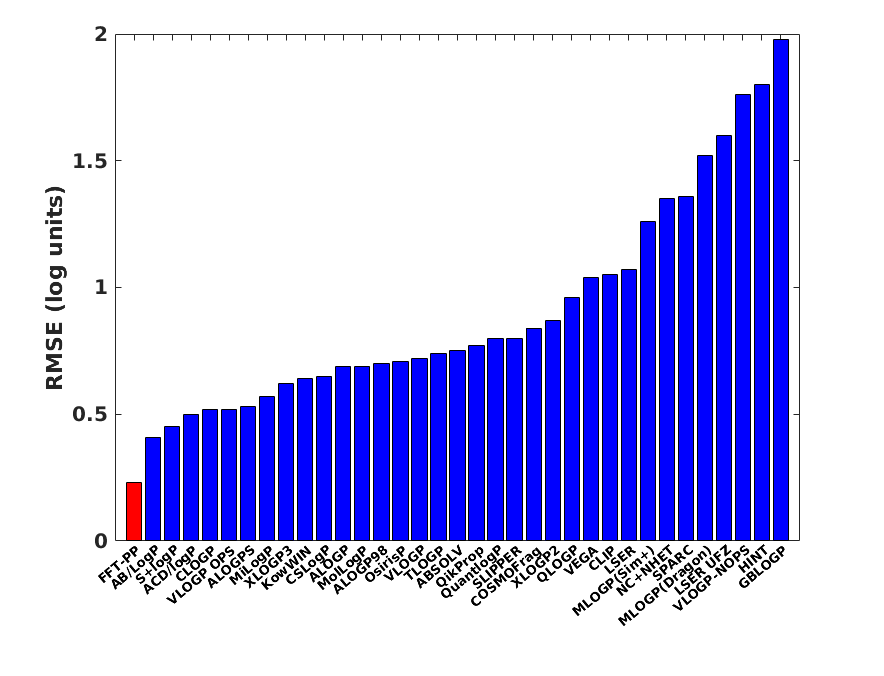 RMSE (log units)
2
1.5
1
0.5
0
FFT-PP
AB/LogP
S+logP
ACD/logP
CLOGP
VLOGP OPS
ALOGPS
MiLogP
XLOGP3
KowWIN
CSLogP
ALOGP
MolLogP
ALOGP98
OsirisP
VLOGP
TLOGP
ABSOLV
QikProp
QuantlogP
SLIPPER
COSMOFrag
XLOGP2
QLOGP
VEGA
CLIP
LSER
MLOGP(Sim+)
NC+NHET
SPARC
MLOGP(Dragon)
LSER UFZ
VLOGP-NOPS
HINT
GBLOGP